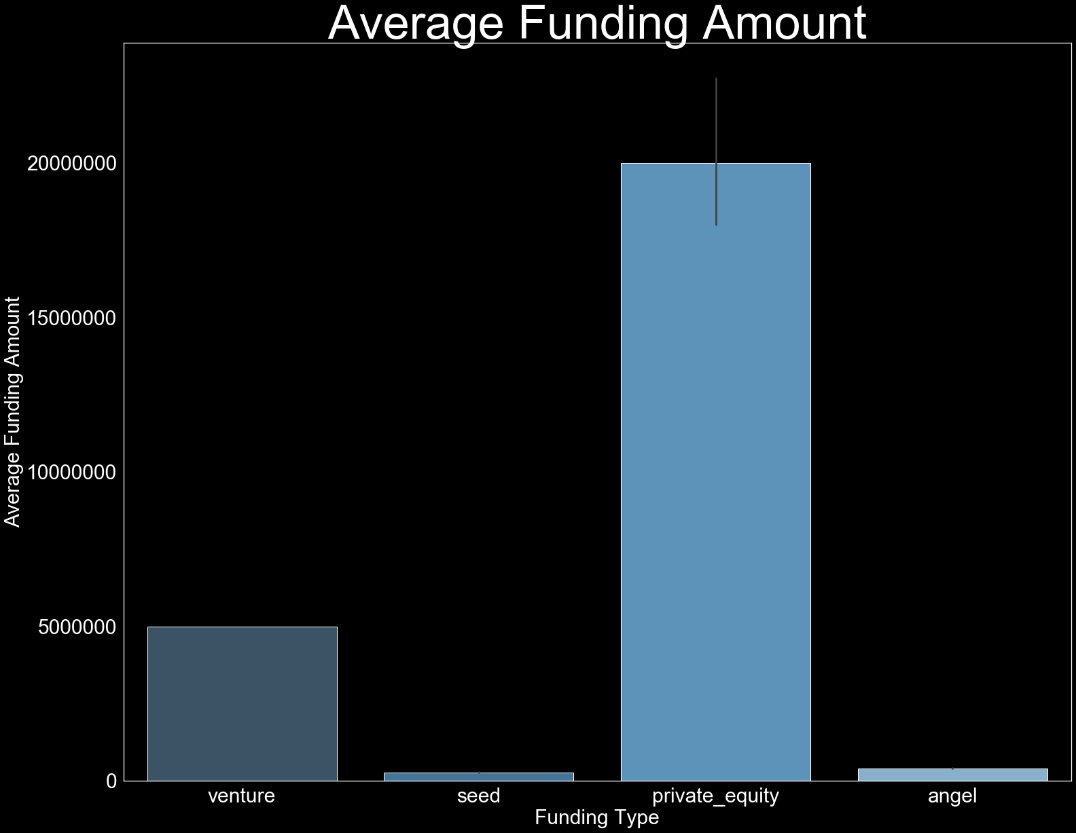 Average Funding Amount
Average Funding Amount
20000000
15000000
10000000
5000000
0
venture
seed
private_equity
angel
Funding Type